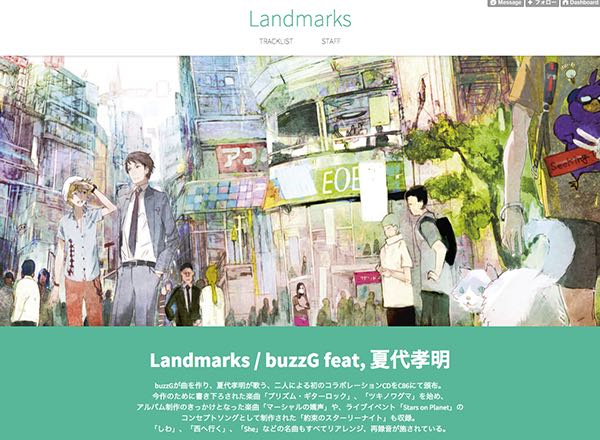 Message フォロー Dashboard
Landmarks
TRACKLIST STAFF
アコ
EOE
Seeking
Landmarks / buzzG feat, 夏代孝明
buzzGが曲を作り、夏代孝明が歌う、二人による初のコラボレーションCDをC86にて頒布。
今作のために書き下ろされた楽曲「プリズム・ギターロック」、「ツキノワグマ」を始め、
アルバム制作のきっかけとなった楽曲「マーシャルの嬌声」や、ライブイベント「Stars on Planet」の
コンセプトソングとして制作された「約束のスターリーナイト」も収録。
「しわ」、「西へ行く」、「She」などの名曲もすべてリアレンジ、再録音が施されている。